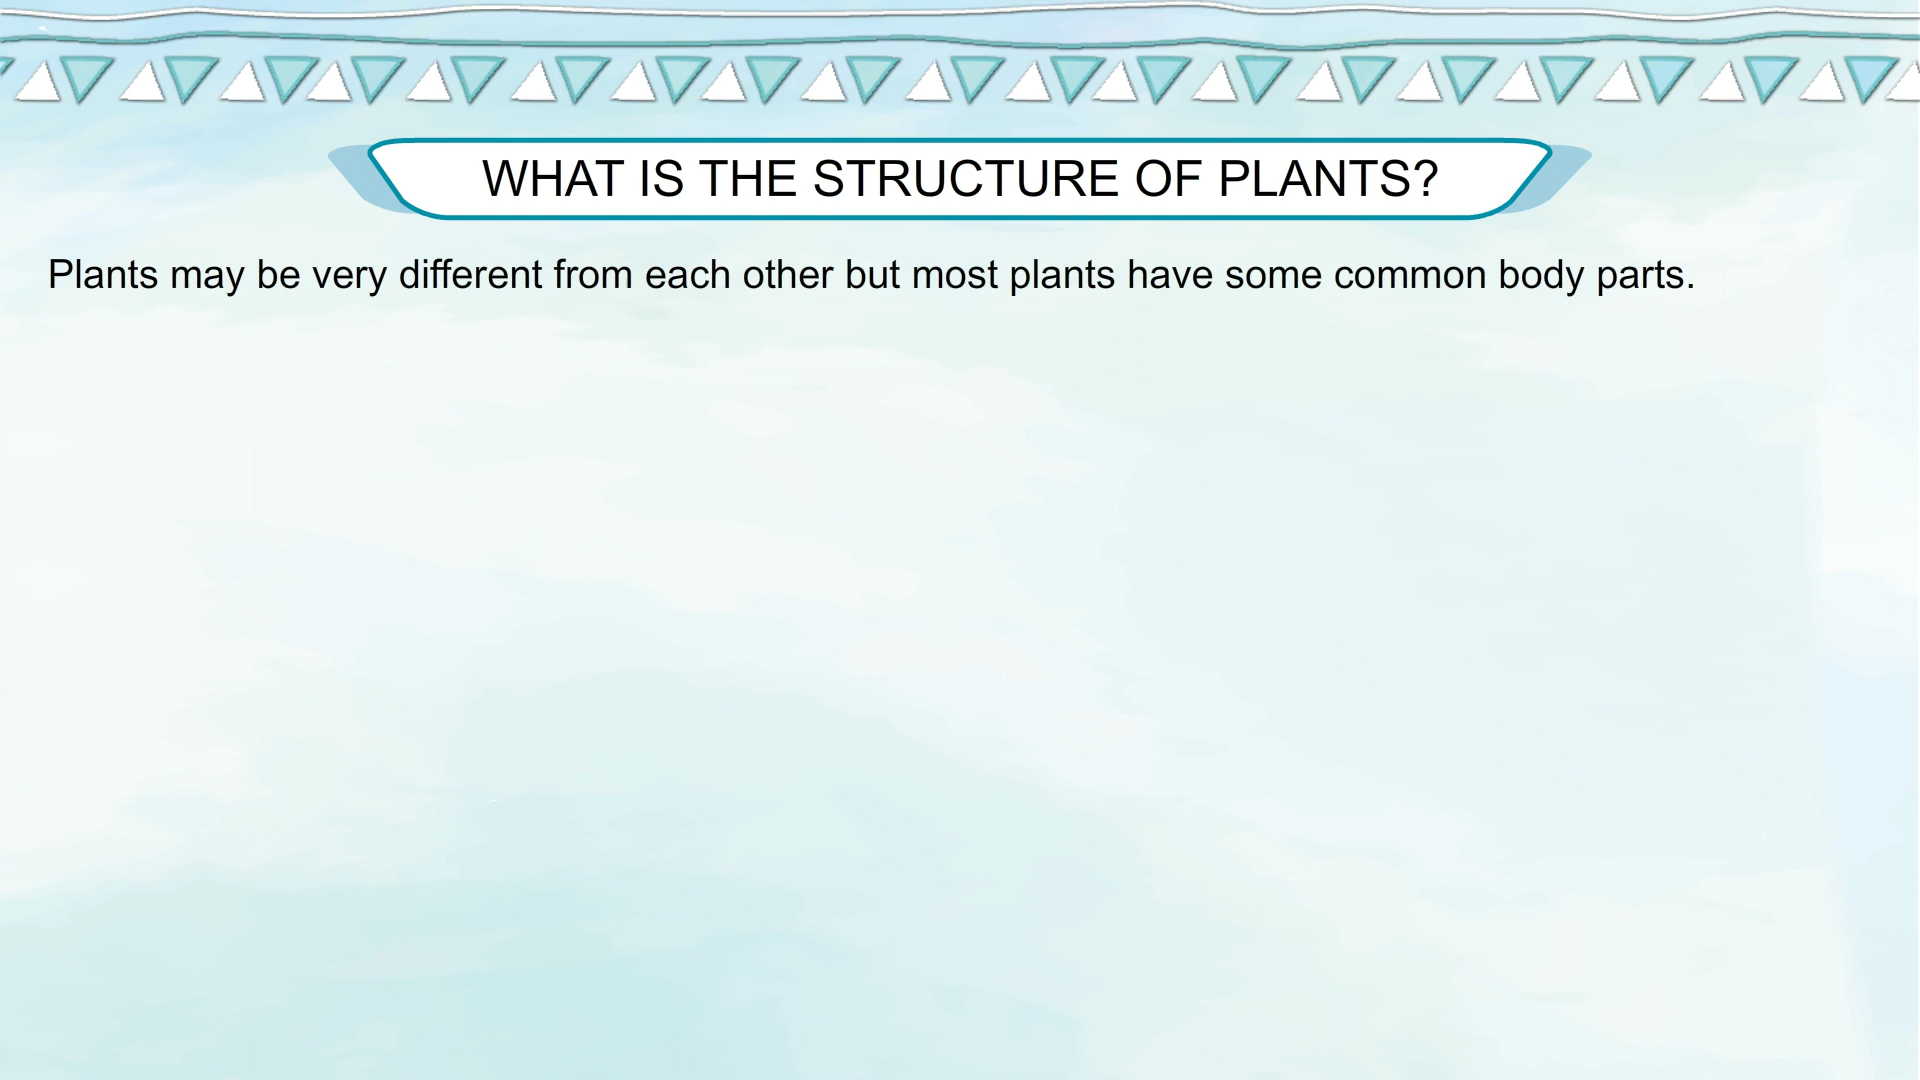 WHAT IS THE STRUCTURE OF PLANTS?
Plants may be very different from each other but most plants have some common body parts.